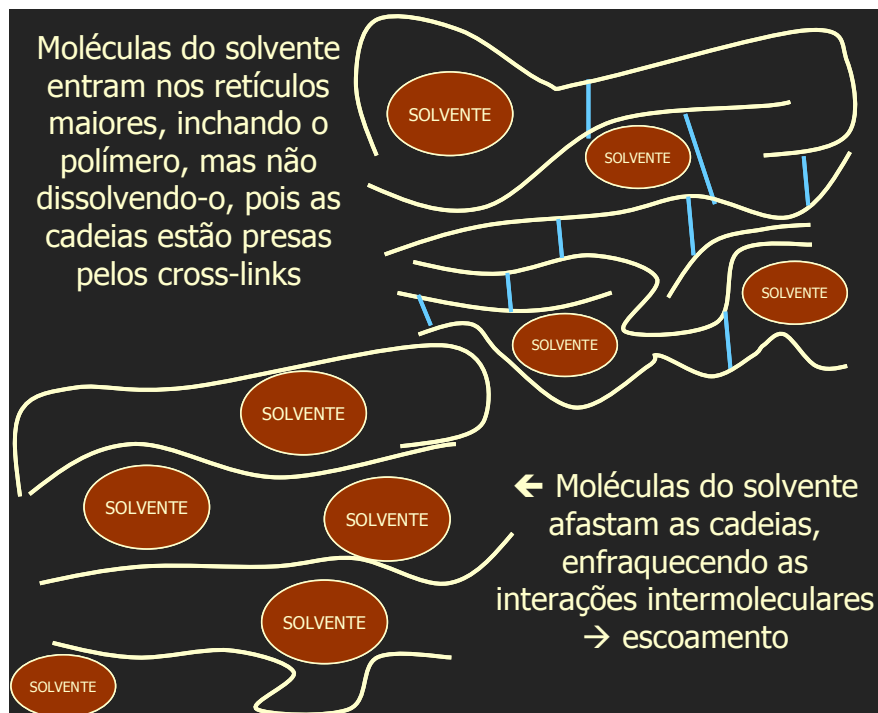 Moléculas do solvente
entram nos retículos
maiores, inchando o
polímero, mas não
dissolvendo-o, pois as
cadeias estão presas
pelos cross-links
SOLVENTE
SOLVENTE
SOLVENTE
SOLVENTE
SOLVENTE
SOLVENTE
SOLVENTE
SOLVENTE
SOLVENTE
← Moléculas do solvente
afastam as cadeias,
enfraquecendo as
interações intermoleculares
→ escoamento